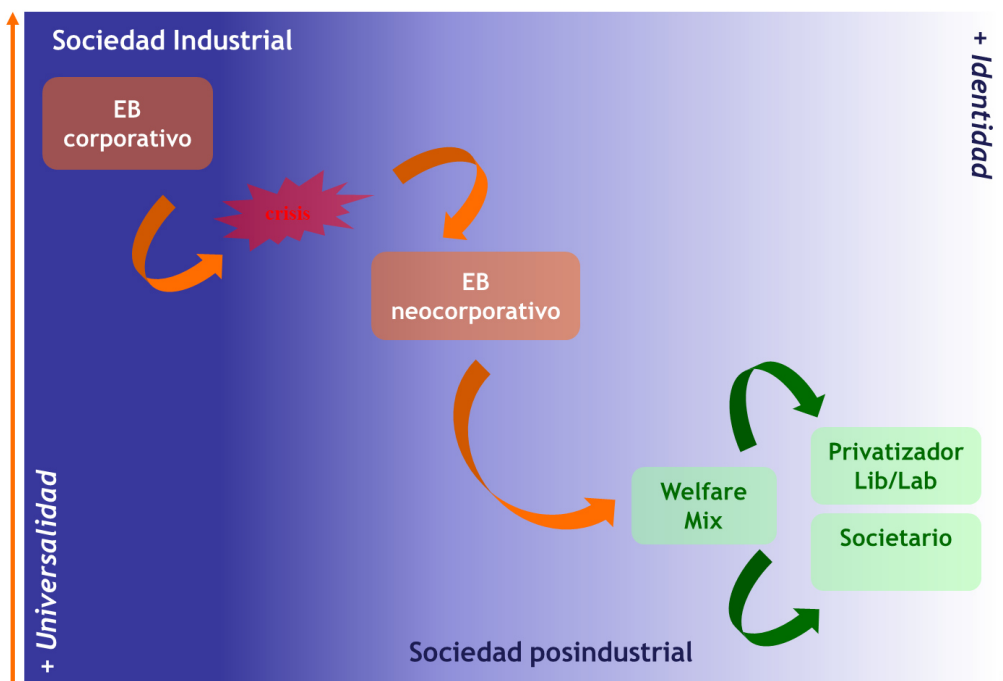 Sociedad Industrial
+ Identidad
EB
corporativo
crisis
EB
neocorporativo
Privatizador
Lib/Lab
Welfare
Mix
Societario
+ Universalidad
Sociedad posindustrial